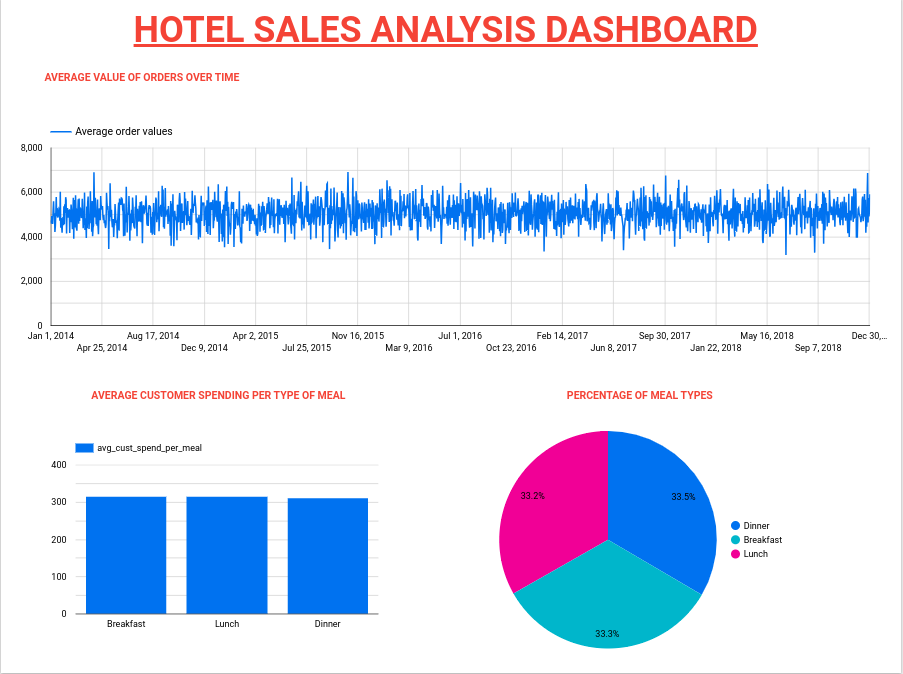 HOTEL SALES ANALYSIS DASHBOARD
AVERAGE VALUE OF ORDERS OVER TIME
Average order values
8,000
6,000
4,000
2,000
0
Jan 1, 2014 Aug 17, 2014 Apr 2, 2015 Nov 16, 2015 Jul 1, 2016 Feb 14, 2017 Sep 30, 2017 May 16, 2018 Dec 30,...
Apr 25, 2014 Dec 9, 2014 Jul 25, 2015 Mar 9, 2016 Oct 23, 2016 Jun 8, 2017 Jan 22, 2018 Sep 7, 2018
AVERAGE CUSTOMER SPENDING PER TYPE OF MEAL
avg_cust_spend_per_meal
400
300
200
100
0
Breakfast Lunch Dinner
PERCENTAGE OF MEAL TYPES
33.2% 33.5%
33.3%
Dinner
Breakfast
Lunch